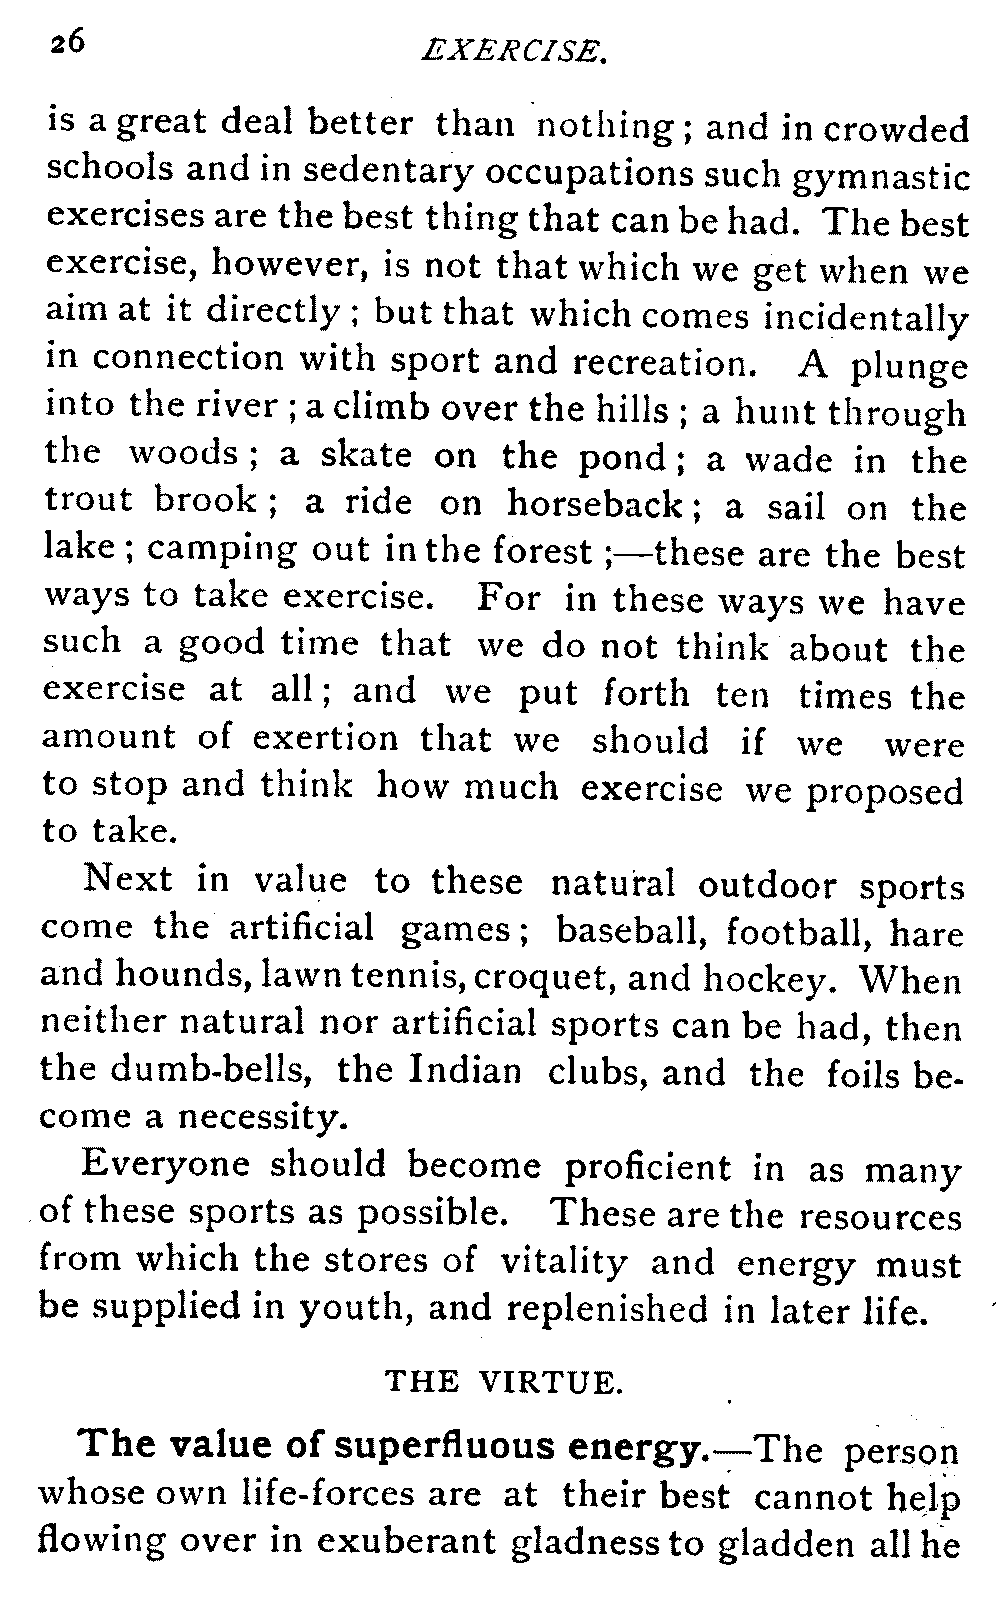 26
EXERCISE.
is a great deal better than nothing; and in crowded
schools and in sedentary occupations such gymnastic
exercises are the best thing that can be had. The best
exercise, however, is not that which we get when we
aim at it directly; but that which comes incidentally
in connection with sport and recreation. A plunge
into the river; a climb over the hills; a hunt through
the woods; a skate on the pond; a wade in the
trout brook; a ride on horseback; a sail on the
lake; camping out in the forest;—these are the best
ways to take exercise. For in these ways we have
such a good time that we do not think about the
exercise at all; and we put forth ten times the
amount of exertion that we should if we were
to stop and think how much exercise we proposed
to take.
Next in value to these natural outdoor sports
come the artificial games; baseball, football, hare
and hounds, lawn tennis, croquet, and hockey. When
neither natural nor artificial sports can be had, then
the dumb-bells, the Indian clubs, and the foils be-
come a necessity.
Everyone should become proficient in as many
of these sports as possible. These are the resources
from which the stores of vitality and energy must
be supplied in youth, and replenished in later life.
THE VIRTUE.
The value of superfluous energy.—The person
whose own life-forces are at their best cannot help
flowing over in exuberant gladness to gladden all he